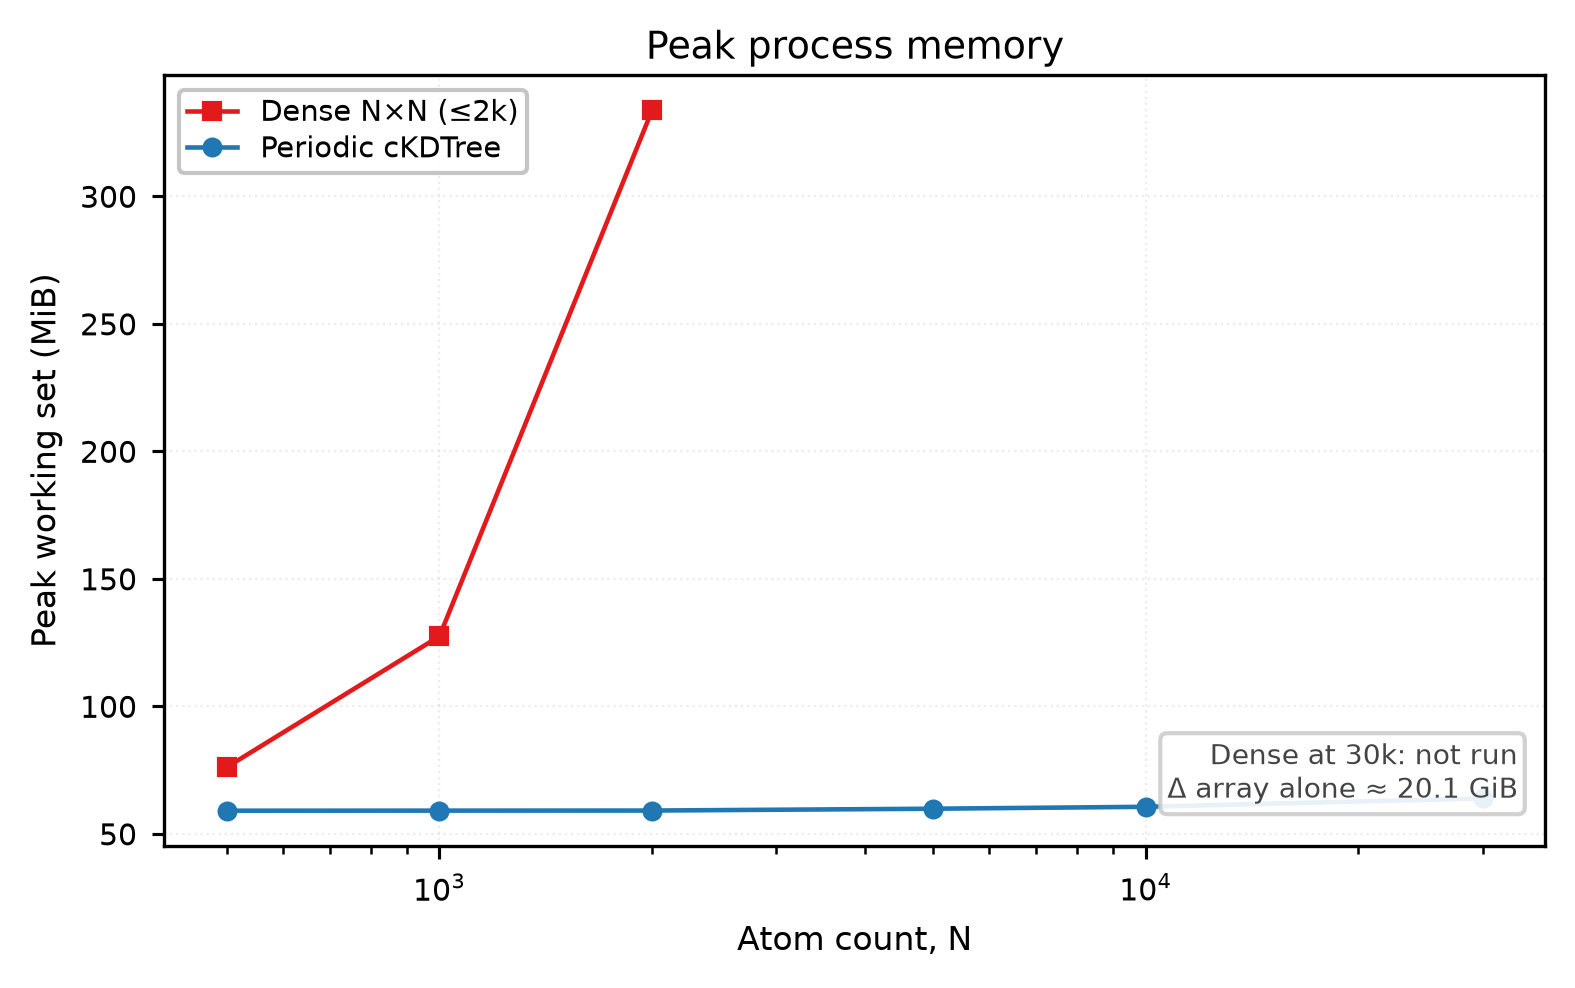 Peak process memory
Dense N×N (≤2k)
Periodic cKDTree
Peak working set (MiB)
300
250
200
150
100
50
Dense at 30k: not run
Δ array alone ≈ 20.1 GiB
10³
10⁴
Atom count, N